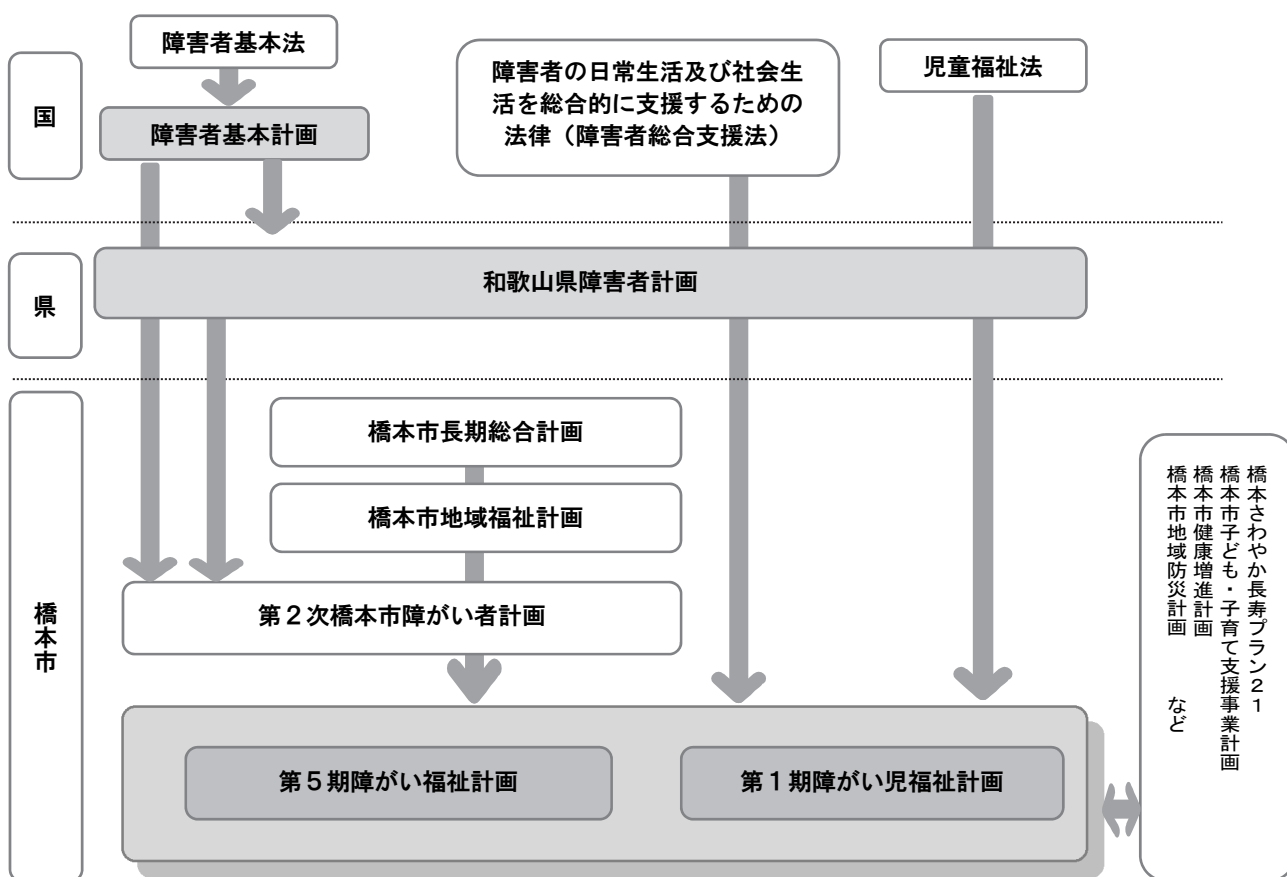 国
障害者基本法
障害者基本計画
障害者の日常生活及び社会生
活を総合的に支援するための
法律（障害者総合支援法）
児童福祉法
県
和歌山県障害者計画
橋本市
橋本市長期総合計画
橋本市地域福祉計画
第２次橋本市障がい者計画
第５期障がい福祉計画
第１期障がい児福祉計画
橋本さわやか長寿プラン２１
橋本市子ども・子育て支援事業計画
橋本市健康増進計画
橋本市地域防災計画　など